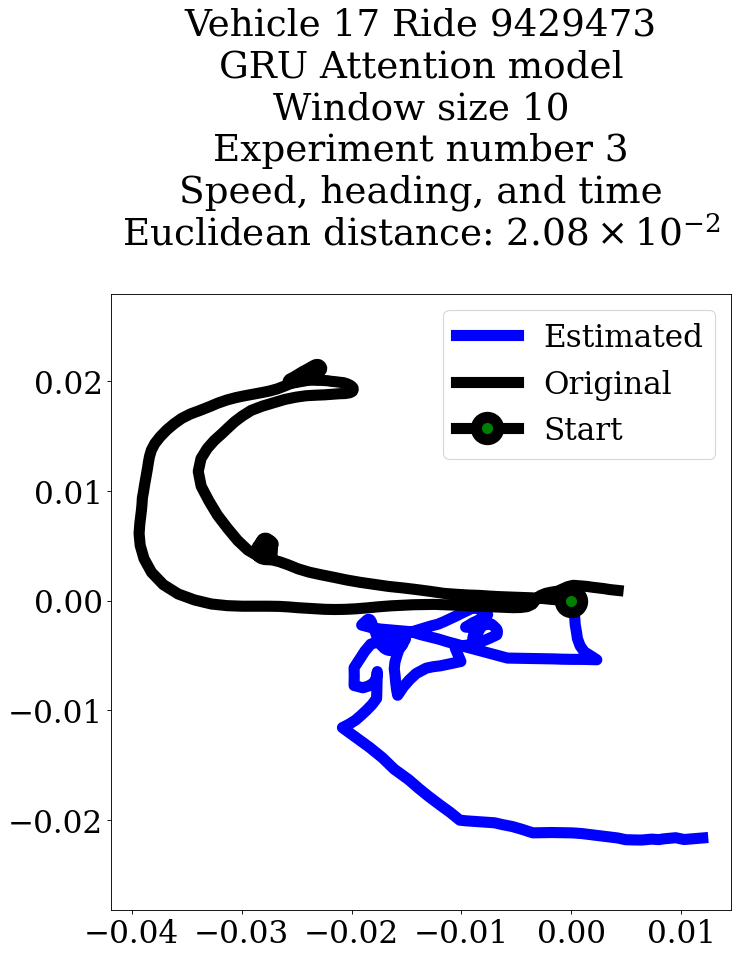 Vehicle 17 Ride 9429473
GRU Attention model
Window size 10
Experiment number 3
Speed, heading, and time
Euclidean distance: 2.08 × 10⁻²
Estimated
Original
Start
0.02
0.01
0.00
−0.01
−0.02
−0.04 −0.03 −0.02 −0.01 0.00 0.01